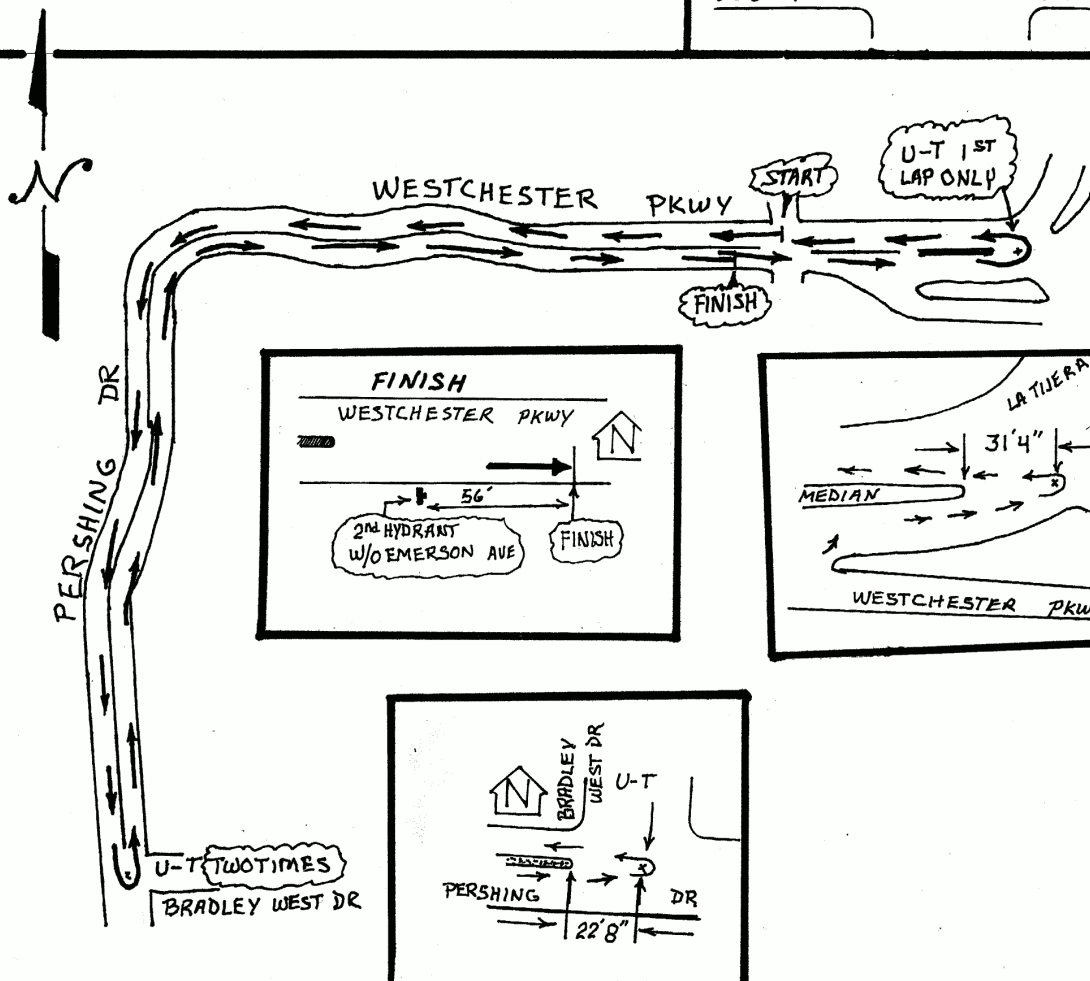 N
U-T 1ST
LAP ONLY
START
WESTCHESTER PKWY
FINISH
PERSHING DR
FINISH
WESTCHESTER PKWY
N
56'
2nd HYDRANT
W/O EMERSON AVE
FINISH
LA TIJERA
31'4"
MEDIAN
WESTCHESTER
U-T TWO TIMES
BRADLEY WEST DR
N
BRADLEY
WEST DR
U-T
PERSHING DR
22'8"